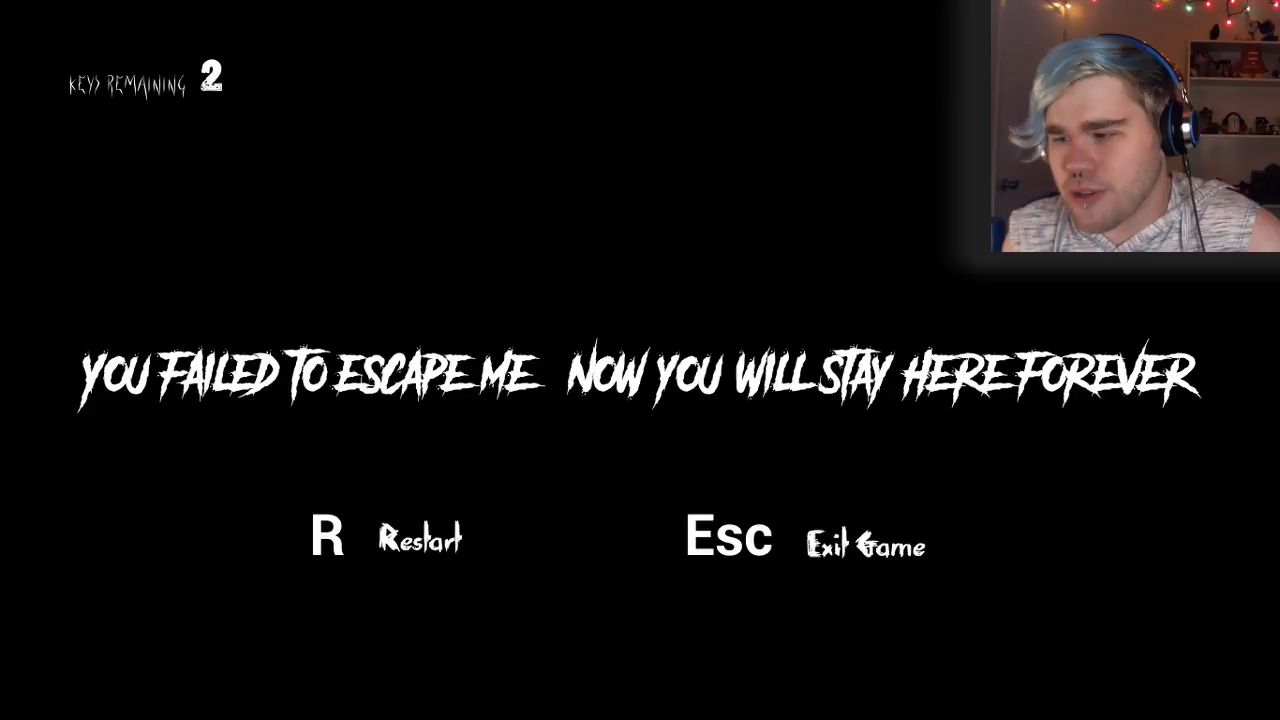 KEYS REMAINING 2
YOU FAILED TO ESCAPE ME NOW YOU WILL STAY HERE FOREVER
R Restart Esc Exit Game